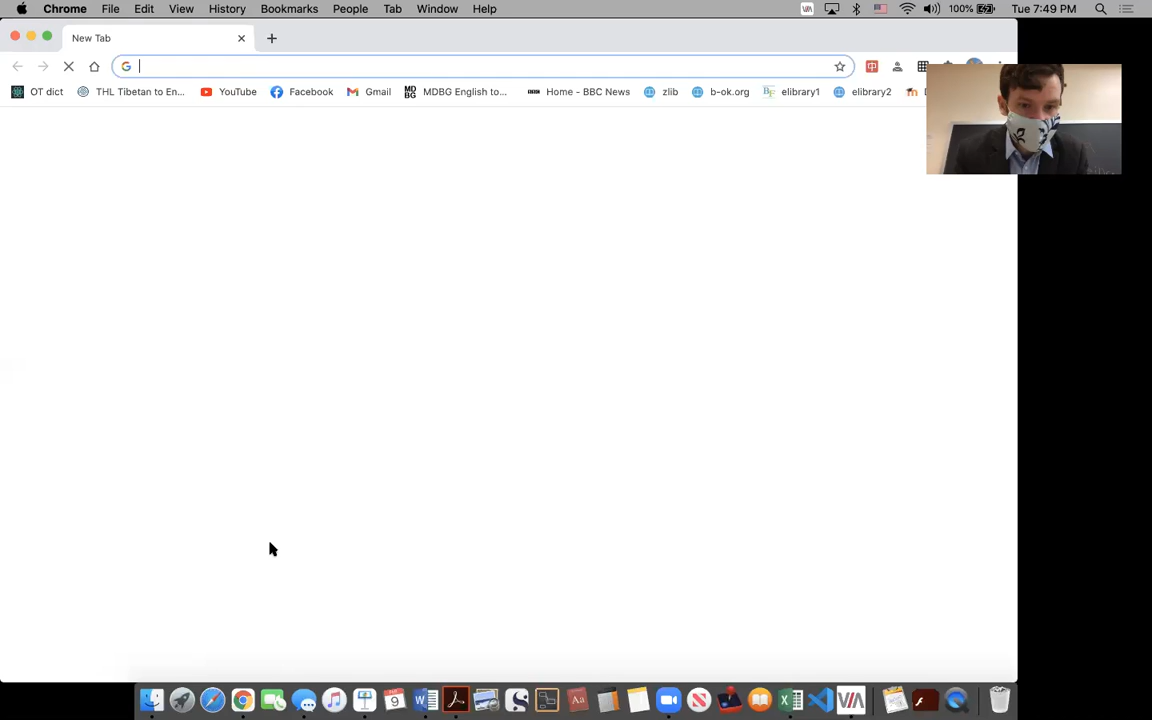 Chrome File Edit View History Bookmarks People Tab Window Help VIA 100% Tue 7:49 PM
New Tab
OT dict THL Tibetan to En... YouTube Facebook Gmail MDBG English to... Home – BBC News zlib b-ok.org elibrary1 elibrary2